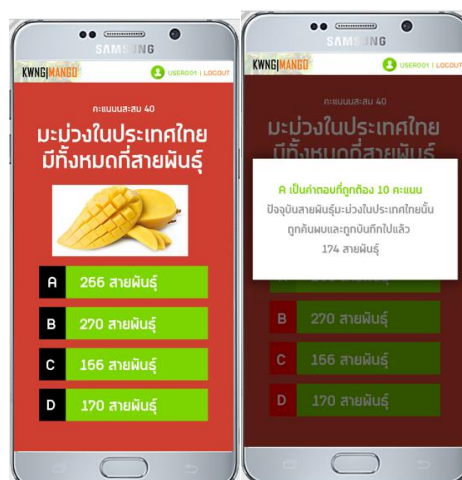 SAMSUNG
KWNG|MANGO
USER001 | LOGOUT
คะแนนสะสม 40
มะม่วงในประเทศไทย
มีทั้งหมดกี่สายพันธุ์
A 266 สายพันธุ์
B 270 สายพันธุ์
C 166 สายพันธุ์
D 170 สายพันธุ์
SAMSUNG
KWNG|MANGO
USER001 | LOGOUT
คะแนนสะสม 40
มะม่วงในประเทศไทย
มีทั้งหมดกี่สายพันธุ์
A เป็นคำตอบที่ถูกต้อง 10 คะแนน
ปัจจุบันสายพันธุ์มะม่วงในประเทศไทยนั้น
ถูกค้นพบและถูกบันทึกไปแล้ว
174 สายพันธุ์
B 270 สายพันธุ์
C 166 สายพันธุ์
D 170 สายพันธุ์